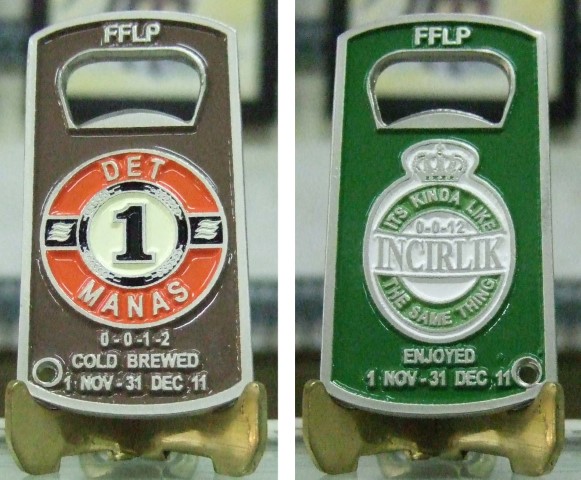 FFLP
DET
1
MANAS
0-0-1-2
COLD BREWED
1 NOV - 31 DEC 11
FFLP
ITS KINDA LIKE
0-0-12
INCIRLIK
THE SAME THING
ENJOYED
1 NOV - 31 DEC 11